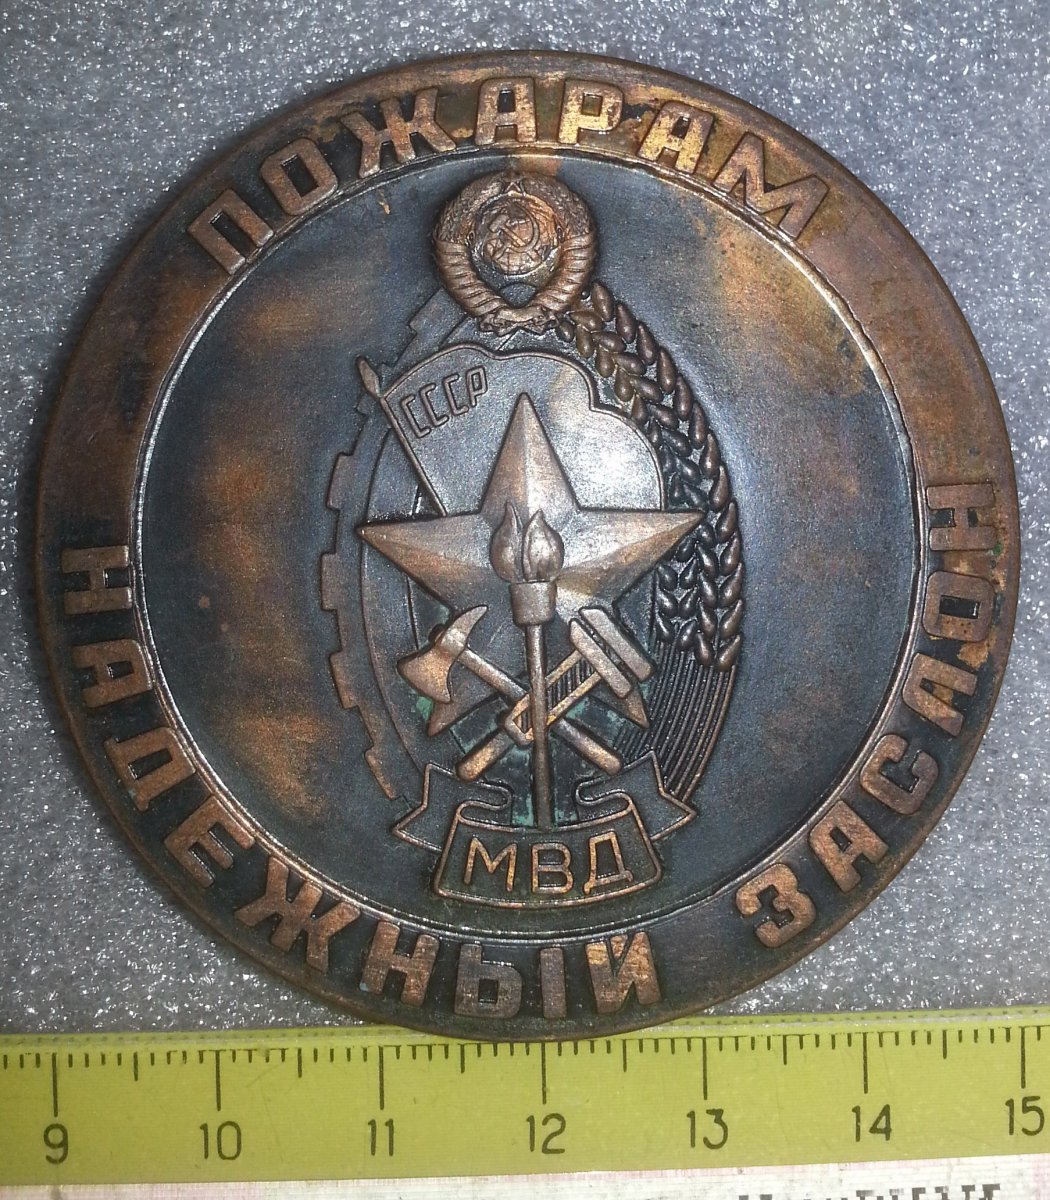 ПОЖАРАМ
НАДЕЖНЫЙ ЗАСЛОН
СССР
МВД
9 10 11 12 13 14 15